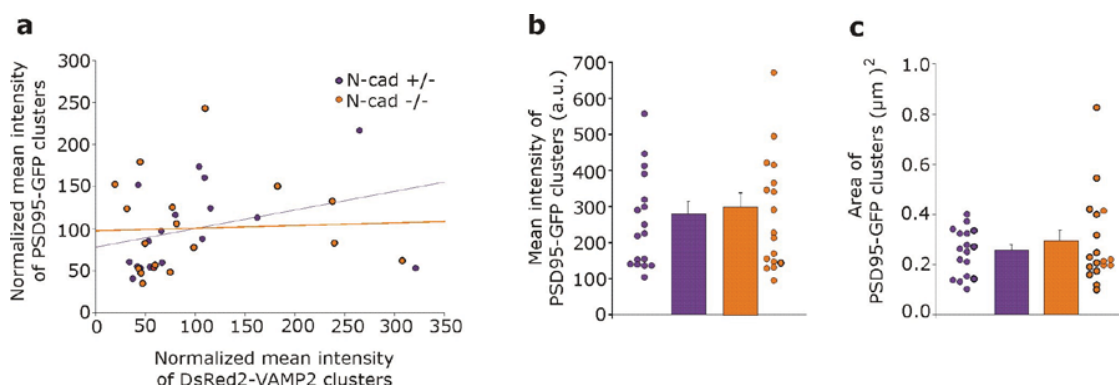 a
Normalized mean intensity
of PSD95-GFP clusters
300
250
200
150
100
50
0
0 50 100 150 200 250 300 350
N-cad +/-
N-cad -/-
Normalized mean intensity
of DsRed2-VAMP2 clusters
b
Mean intensity of
PSD95-GFP clusters (a.u.)
700
600
500
400
300
200
100
0
c
Area of
PSD95-GFP clusters (µm )2
1.0
0.8
0.6
0.4
0.2
0.0